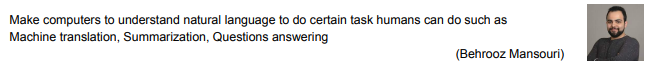 Make computers to understand natural language to do certain task humans can do such as
Machine translation, Summarization, Questions answering
(Behrooz Mansouri)